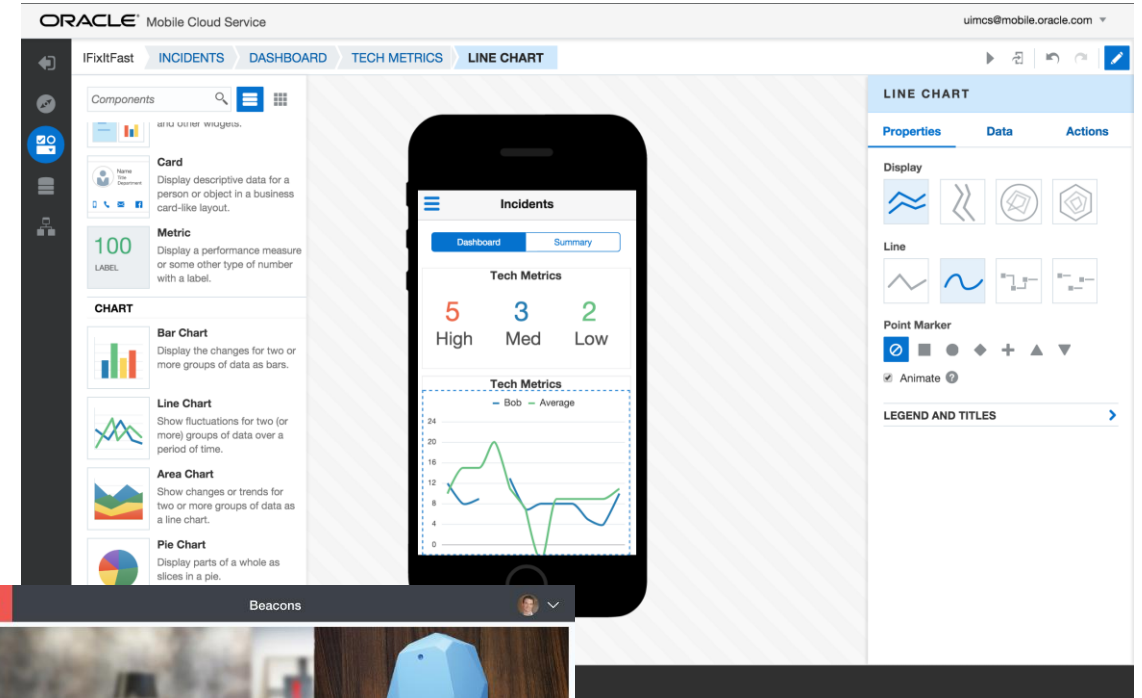 ORACLE® Mobile Cloud Service
uimcs@mobile.oracle.com
IFixItFast INCIDENTS DASHBOARD TECH METRICS LINE CHART
Components
and other widgets.
Name
Title
Department
Card
Display descriptive data for a
person or object in a business
card-like layout.
100
LABEL
Metric
Display a performance measure
or some other type of number
with a label.
CHART
Bar Chart
Display the changes for two or
more groups of data as bars.
Line Chart
Show fluctuations for two (or
more) groups of data over a
period of time.
Area Chart
Show changes or trends for
two or more groups of data as
a line chart.
Pie Chart
Display parts of a whole as
slices in a pie.
Incidents
Dashboard Summary
Tech Metrics
5 3 2
High Med Low
Tech Metrics
Bob Average
24
20
16
12
8
4
0
LINE CHART
Properties Data Actions
Display
Line
Point Marker
Animate ?
LEGEND AND TITLES
Beacons